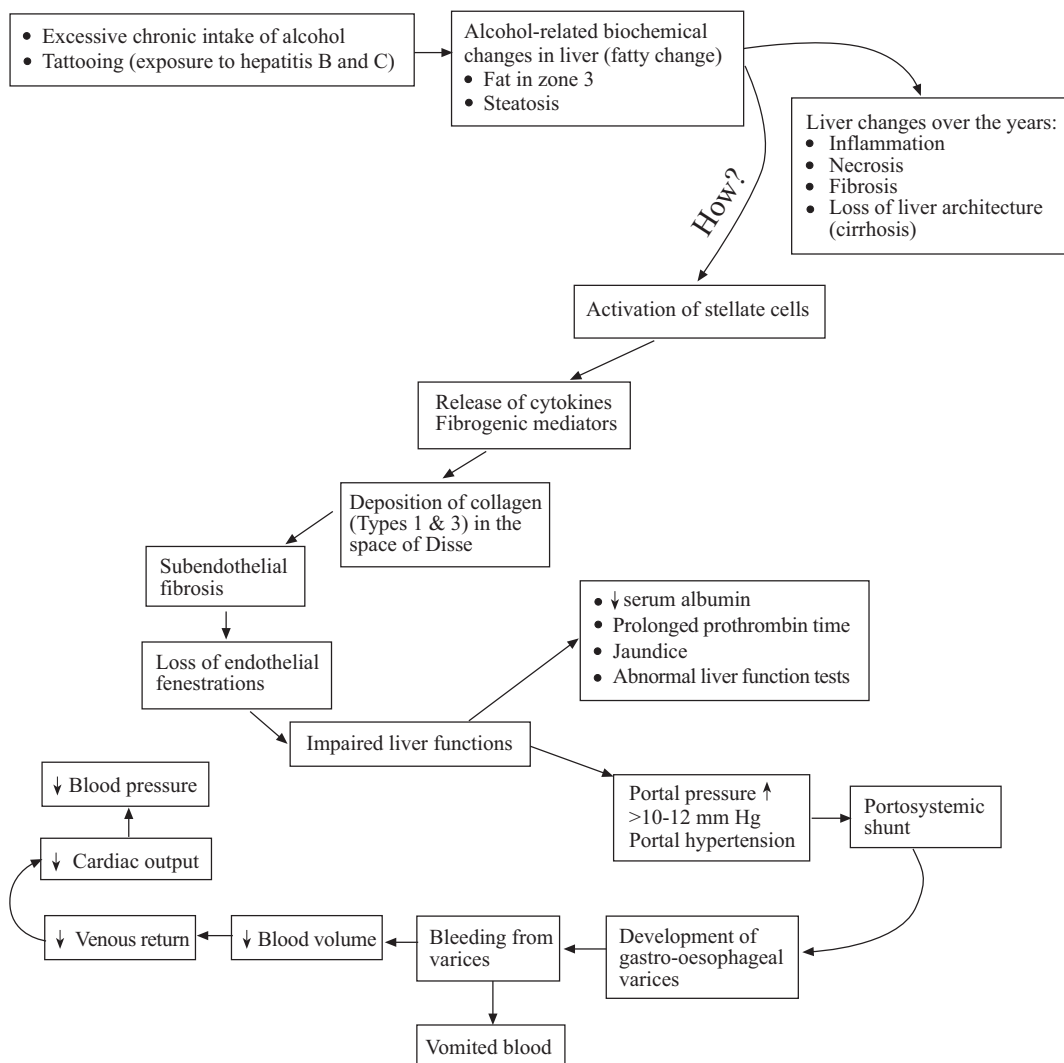 • Excessive chronic intake of alcohol
• Tattooing (exposure to hepatitis B and C)
Alcohol-related biochemical
changes in liver (fatty change)
• Fat in zone 3
• Steatosis
Liver changes over the years:
• Inflammation
• Necrosis
• Fibrosis
• Loss of liver architecture
(cirrhosis)
How?
Activation of stellate cells
Release of cytokines
Fibrogenic mediators
Deposition of collagen
(Types 1 & 3) in the
space of Disse
Subendothelial
fibrosis
Loss of endothelial
fenestrations
• ↓ serum albumin
• Prolonged prothrombin time
• Jaundice
• Abnormal liver function tests
Impaired liver functions
Portal pressure ↑
>10-12 mm Hg
Portal hypertension
Portosystemic
shunt
Development of
gastro-oesophageal
varices
Bleeding from
varices
Vomited blood
↓ Blood volume
↓ Venous return
↓ Cardiac output
↓ Blood pressure